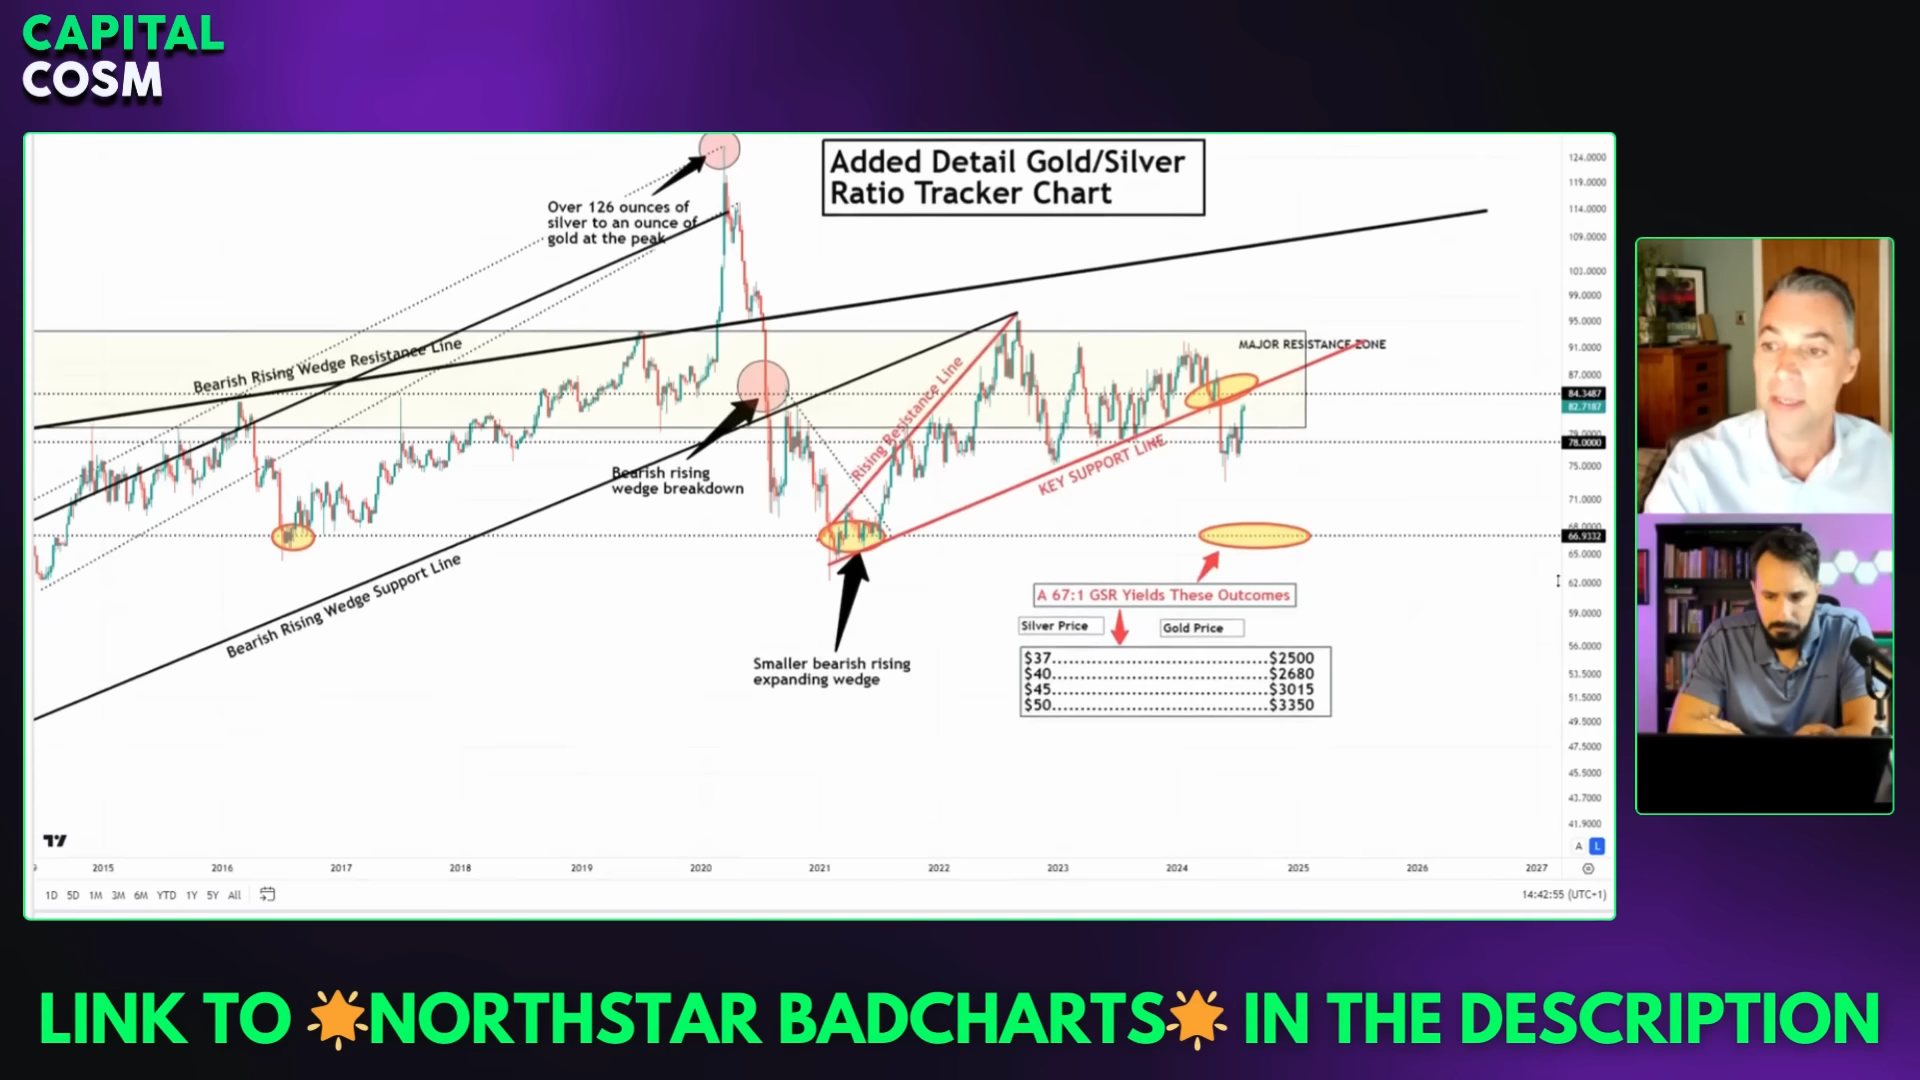 CAPITAL
COSM
Added Detail Gold/Silver
Ratio Tracker Chart
Over 126 ounces of
silver to an ounce of
gold at the peak
Bearish Rising Wedge Resistance Line
Bearish rising
wedge breakdown
Bearish Rising Wedge Support Line
Rising Resistance Line
KEY SUPPORT LINE
MAJOR RESISTANCE ZONE
Smaller bearish rising
expanding wedge
A 67:1 GSR Yields These Outcomes
Silver Price
Gold Price
$37..........................................$2500
$40..........................................$2680
$45..........................................$3015
$50..........................................$3350
124.0000
119.0000
114.0000
109.0000
103.0000
99.0000
95.0000
91.0000
87.0000
84.3487
82.7187
79.0000
78.0000
75.0000
71.0000
68.0000
66.9332
65.0000
62.0000
59.0000
56.0000
53.5000
51.5000
49.5000
47.5000
45.5000
43.7000
41.9000
A L
2015 2016 2017 2018 2019 2020 2021 2022 2023 2024 2025 2026 2027
1D 5D 1M 3M 6M YTD 1Y 5Y All
14:42:55 (UTC+1)
LINK TO 🌟NORTHSTAR BADCHARTS🌟 IN THE DESCRIPTION